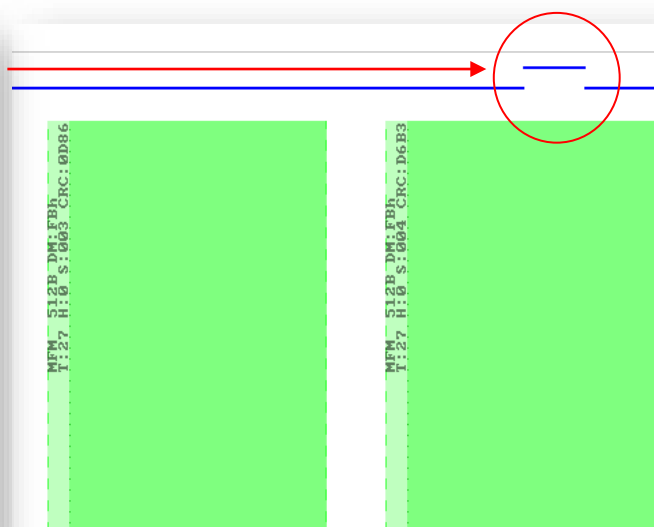 MFM 512B DM:FBh
T:27 H:0 S:003 CRC:0D86
MFM 512B DM:FBh
T:27 H:0 S:004 CRC:D6B3